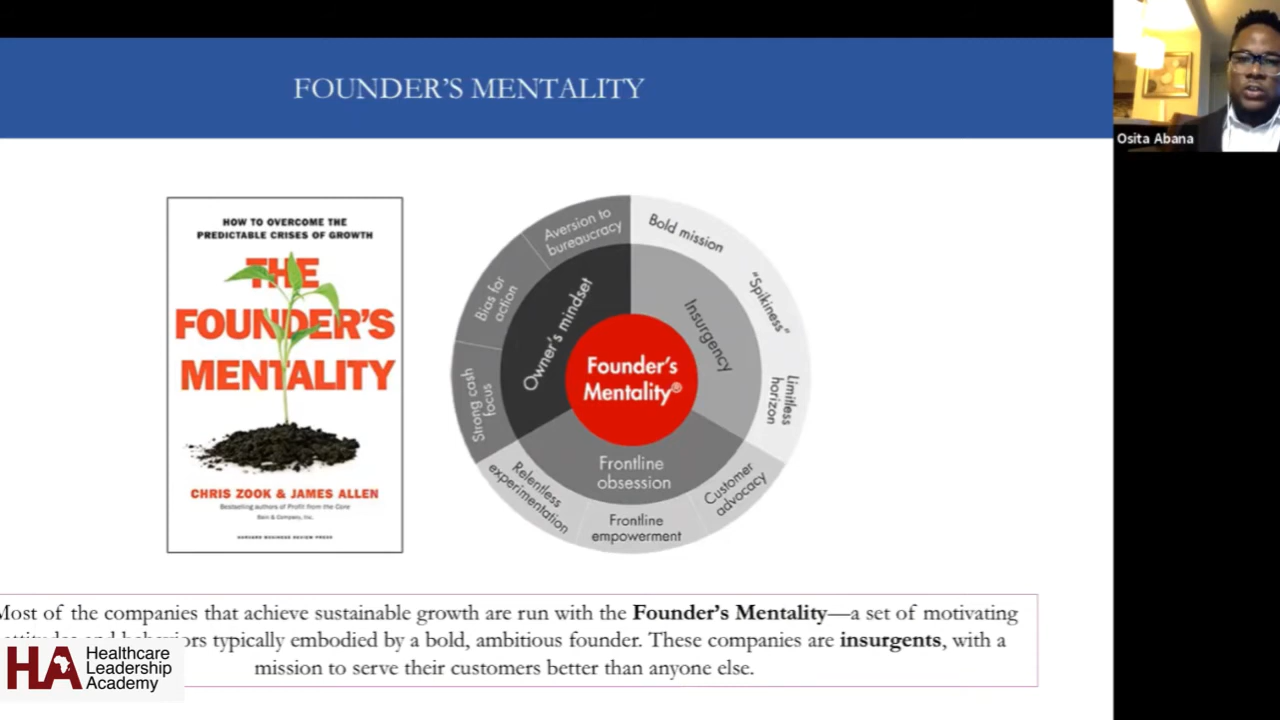 FOUNDER'S MENTALITY
Osita Abana
HOW TO OVERCOME THE
PREDICTABLE CRISES OF GROWTH
THE
FOUNDER'S
MENTALITY
CHRIS ZOOK & JAMES ALLEN
Bestselling authors of Profit from the Core
Bain & Company, Inc.
HARVARD BUSINESS REVIEW PRESS
Aversion to
bureaucracy
Bold mission
"Spikiness"
Limitless
horizon
Bias for
action
Strong cash
focus
Owner's mindset
Insurgency
Founder's
Mentality®
Frontline
obsession
Relentless
experimentation
Frontline
empowerment
Customer
advocacy
Most of the companies that achieve sustainable growth are run with the Founder's Mentality—a set of motivating
typically embodied by a bold, ambitious founder. These companies are insurgents, with a
mission to serve their customers better than anyone else.
HA Healthcare
Leadership
Academy